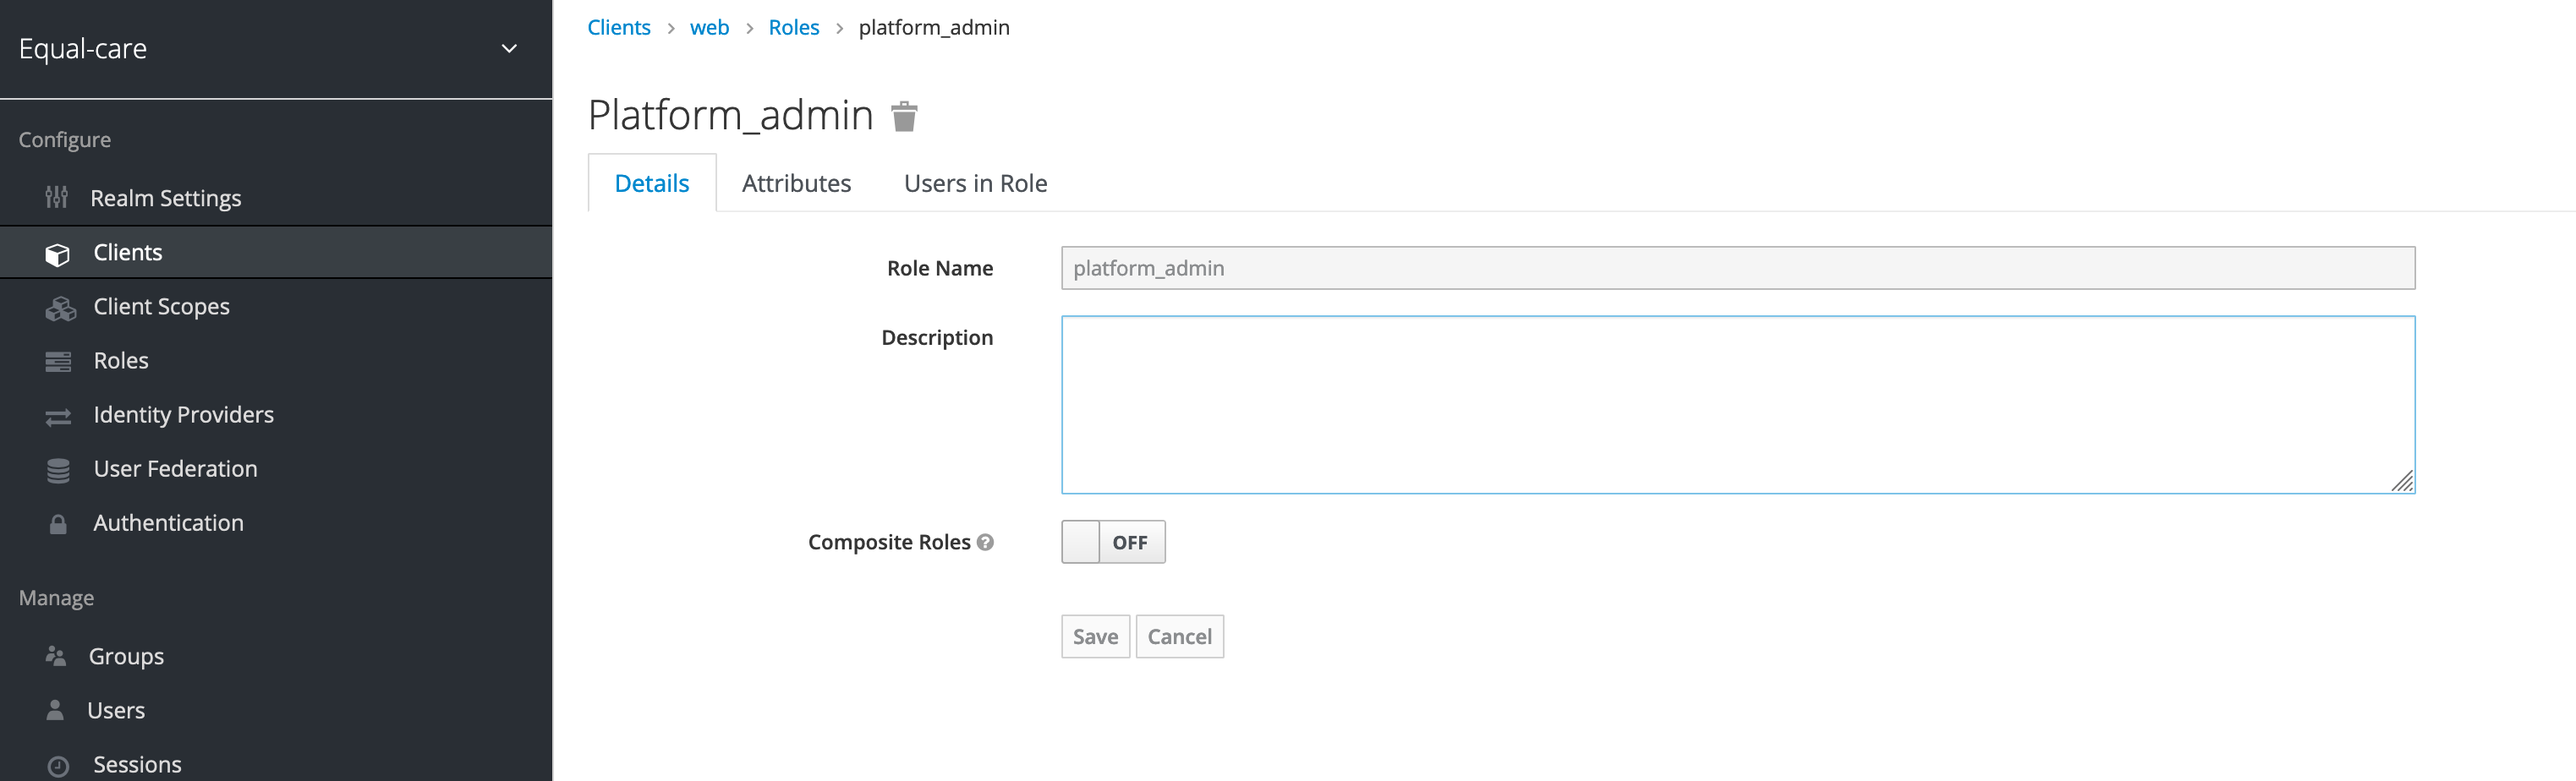 Equal-care
Configure
Realm Settings
Clients
Client Scopes
Roles
Identity Providers
User Federation
Authentication
Manage
Groups
Users
Sessions
Clients > web > Roles > platform_admin
Platform_admin
Details Attributes Users in Role
Role Name platform_admin
Description
Composite Roles ? OFF
Save Cancel